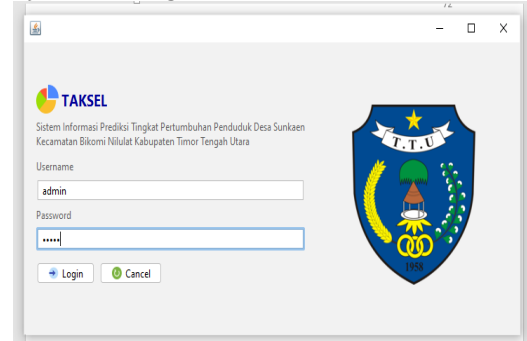 72
TAKSEL
Sistem Informasi Prediksi Tingkat Pertumbuhan Penduduk Desa Sunkaen
Kecamatan Bikomi Nilulat Kabupaten Timor Tengah Utara
Username
admin
Password
•••••
Login
Cancel
T.T.U
1958